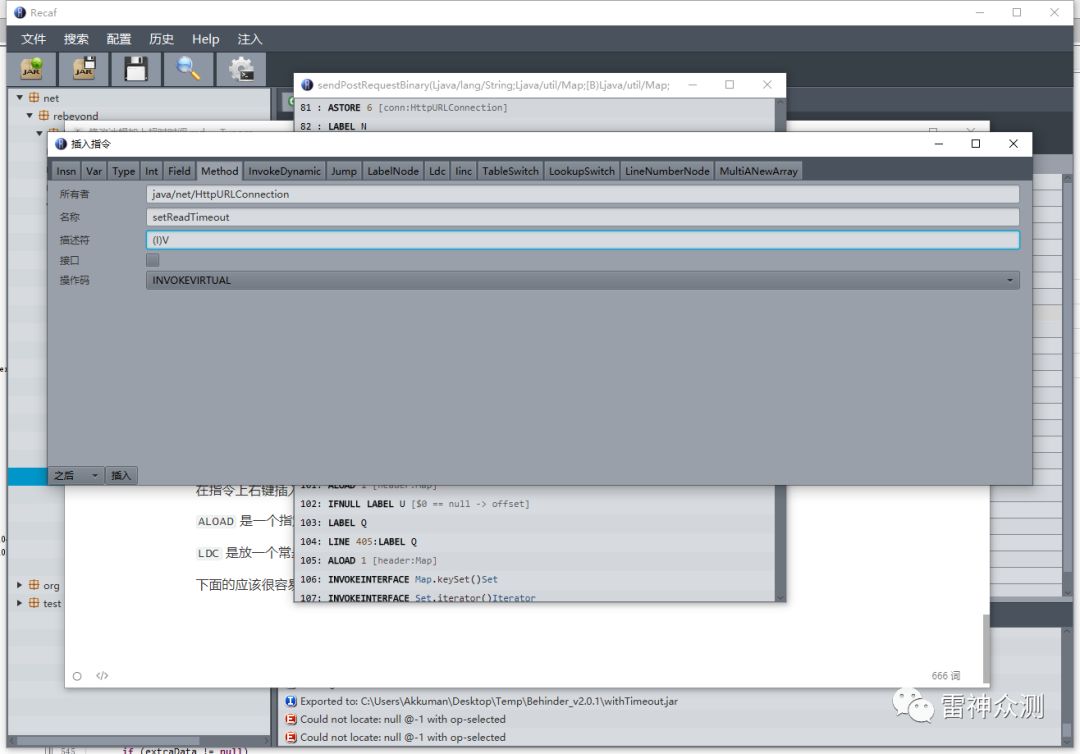 Recaf
文件 搜索 配置 历史 Help 注入
JAR JAR
net
rebeyond
sendPostRequestBinary(Ljava/lang/String;Ljava/util/Map;[B)Ljava/util/Map;
81 : ASTORE 6 [conn:HttpURLConnection]
82 : LABEL N
插入指令
Insn Var Type Int Field Method InvokeDynamic Jump LabelNode Ldc Iinc TableSwitch LookupSwitch LineNumberNode MultiANewArray
所有者 java/net/HttpURLConnection
名称 setReadTimeout
描述符 (I)V
接口
操作码 INVOKEVIRTUAL
之后 插入
在指令上右键插入
101: ALOAD 1 [header:Map]
102: IFNULL LABEL U [$0 == null -> offset]
ALOAD 是一个指
103: LABEL Q
104: LINE 405:LABEL Q
LDC 是放一个常
105: ALOAD 1 [header:Map]
106: INVOKEINTERFACE Map.keySet()Set
下面的应该很容易
107: INVOKEINTERFACE Set.iterator()Iterator
org
test
666 词
Exported to: C:\Users\Akkuman\Desktop\Temp\Behinder_v2.0.1\withTimeout.jar
Could not locate: null @-1 with op-selected
Could not locate: null @-1 with op-selected
雷神众测
545 if (extraData != null)